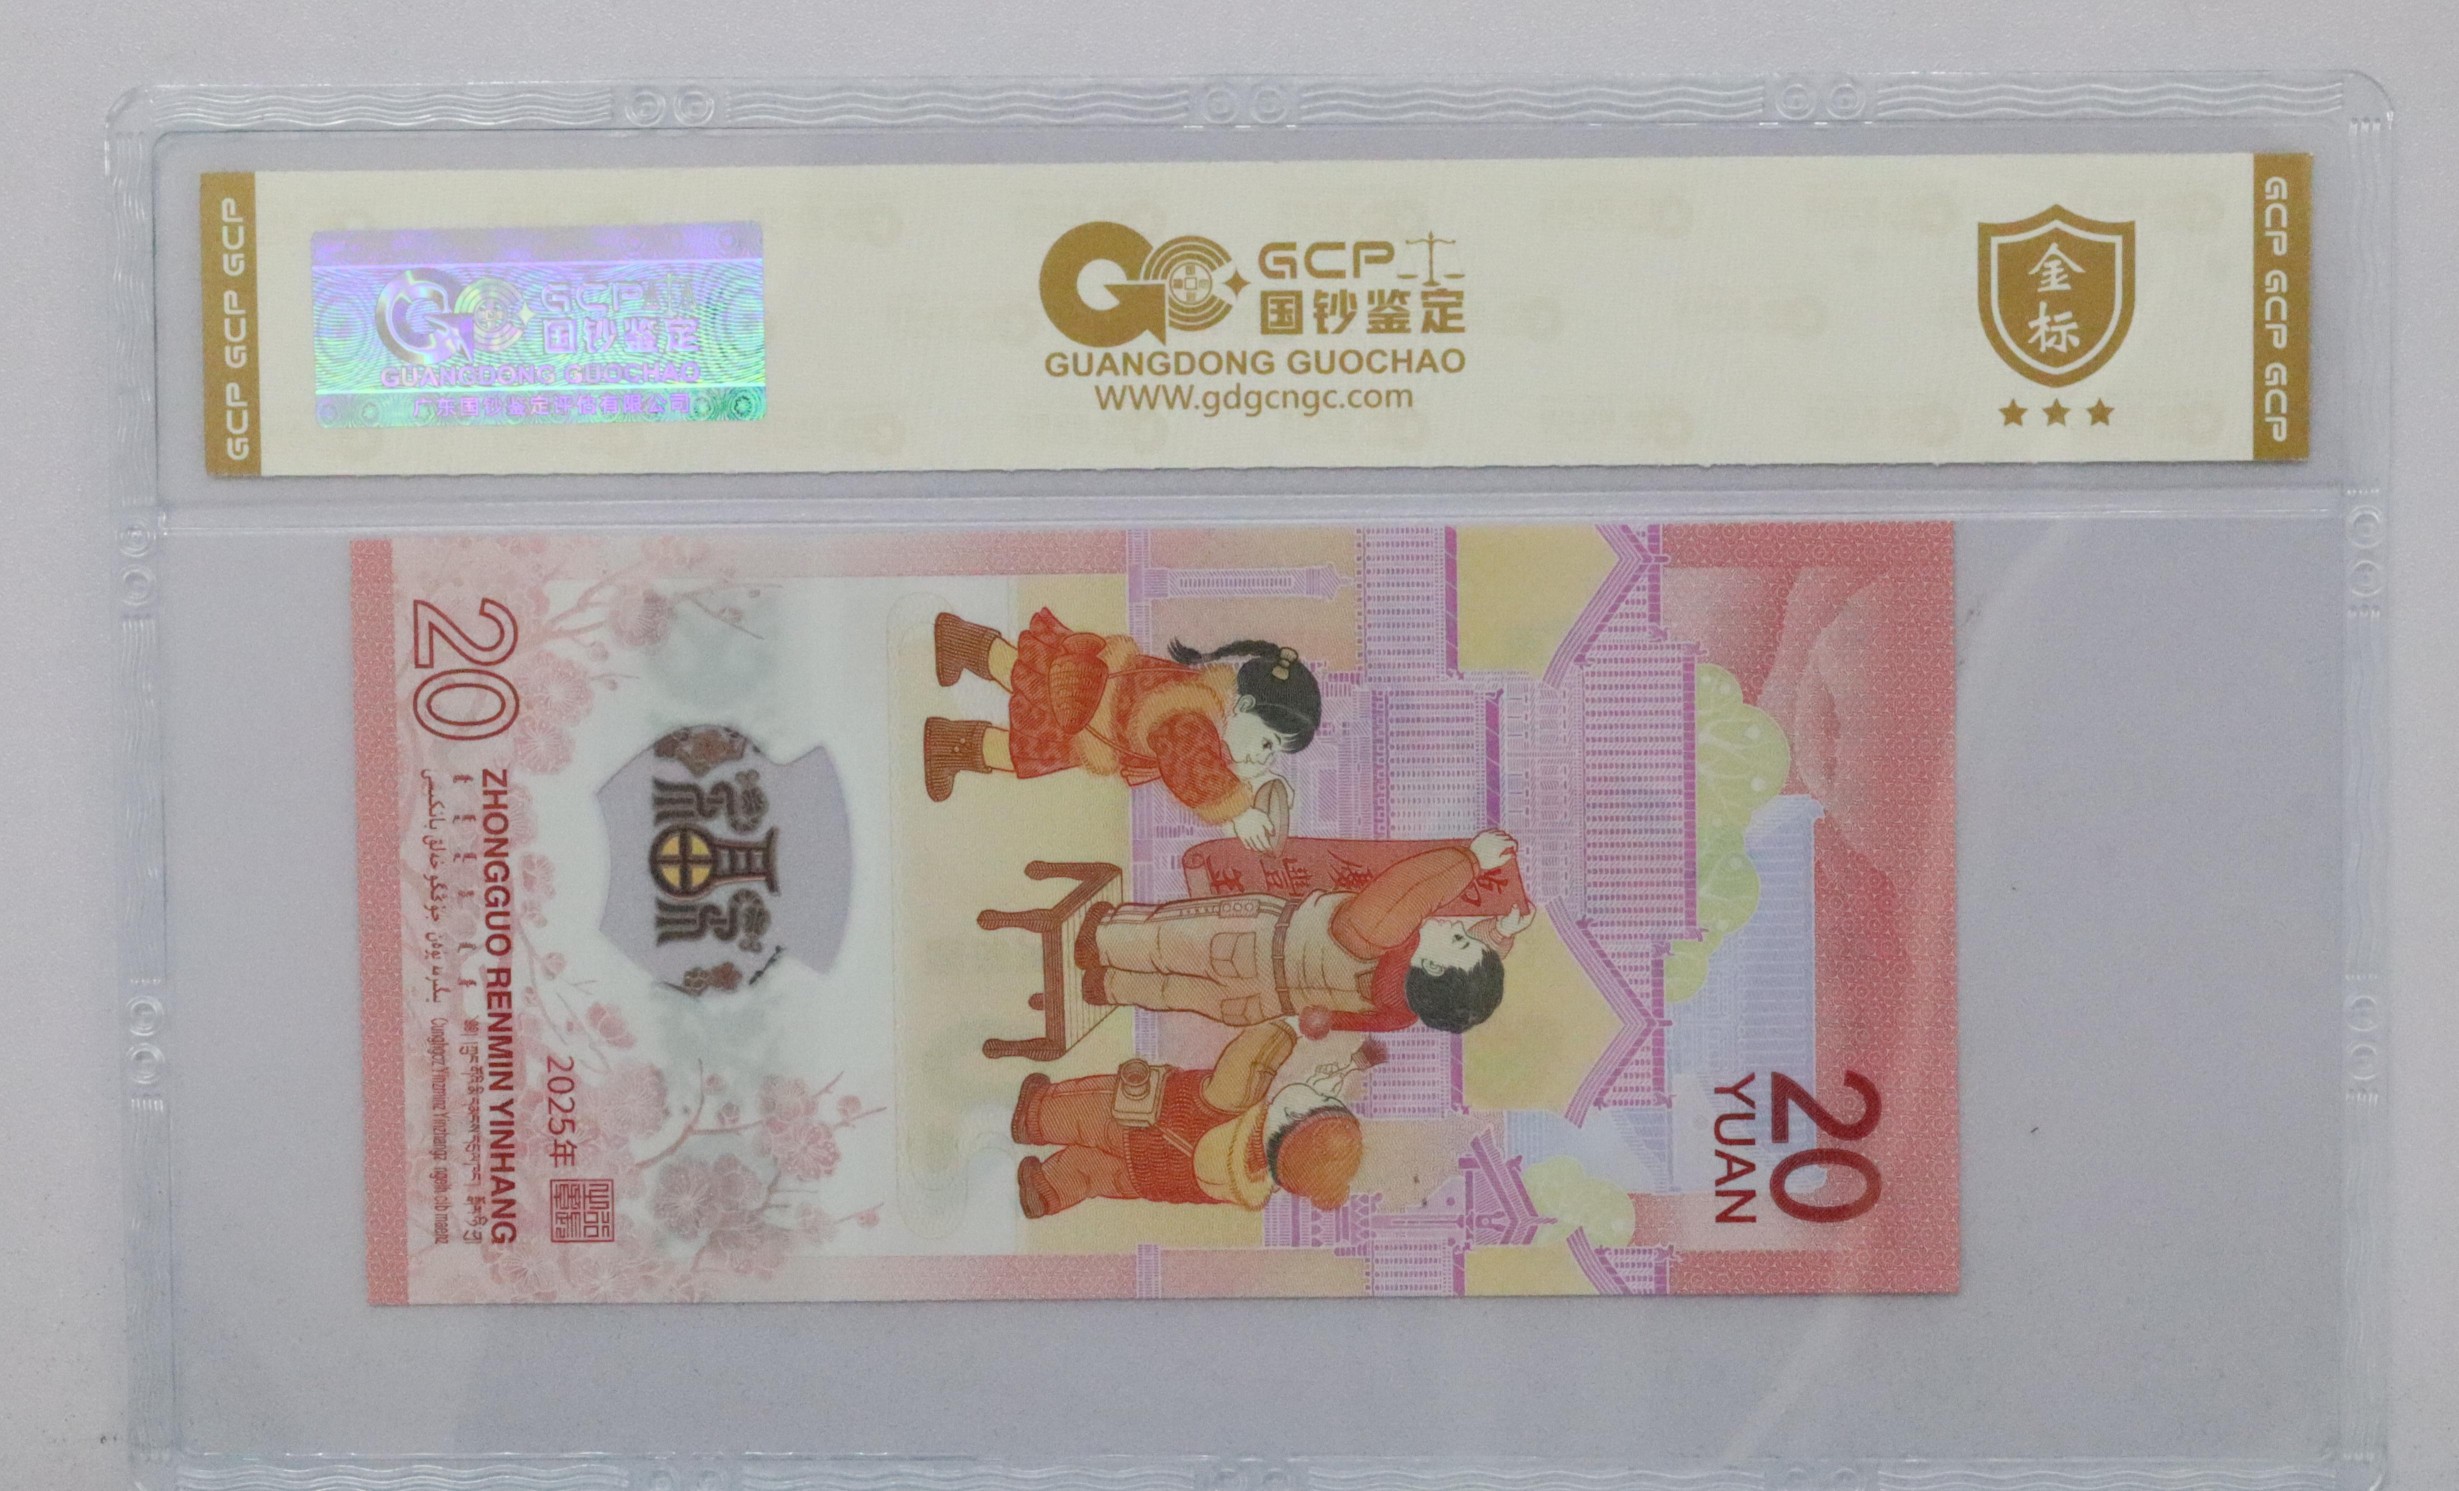 GCP GCP GCP
GCP
国钞鉴定
GUANGDONG GUOCHAO
广东国钞鉴定评估有限公司
GCP
国钞鉴定
GUANGDONG GUOCHAO
WWW.gdgcngc.com
金
标
GCP GCP GCP
20
YUAN
20
ZHONGGUO RENMIN YINHANG
2025年